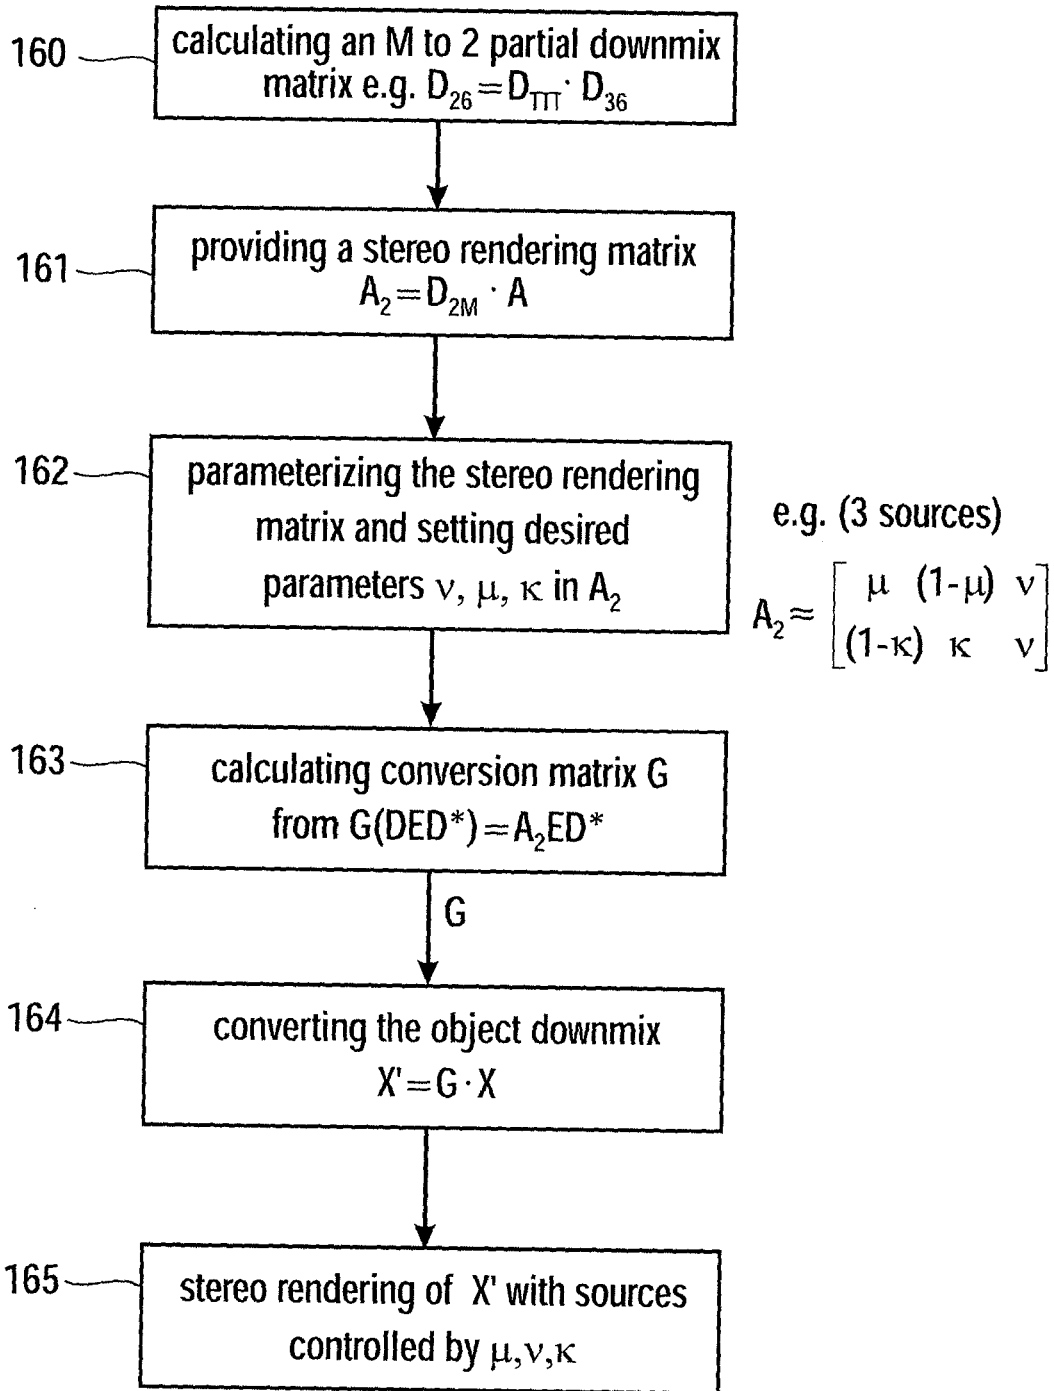 160
calculating an M to 2 partial downmix
matrix e.g. D₂₆=D_TTT· D₃₆
161
providing a stereo rendering matrix
A₂=D_2M · A
162
parameterizing the stereo rendering
matrix and setting desired
parameters ν, μ, κ in A₂
e.g. (3 sources)
A₂≈ [ μ (1-μ) ν
(1-κ) κ ν ]
163
calculating conversion matrix G
from G(DED*)=A₂ED*
G
164
converting the object downmix
X'=G·X
165
stereo rendering of X' with sources
controlled by μ,ν,κ